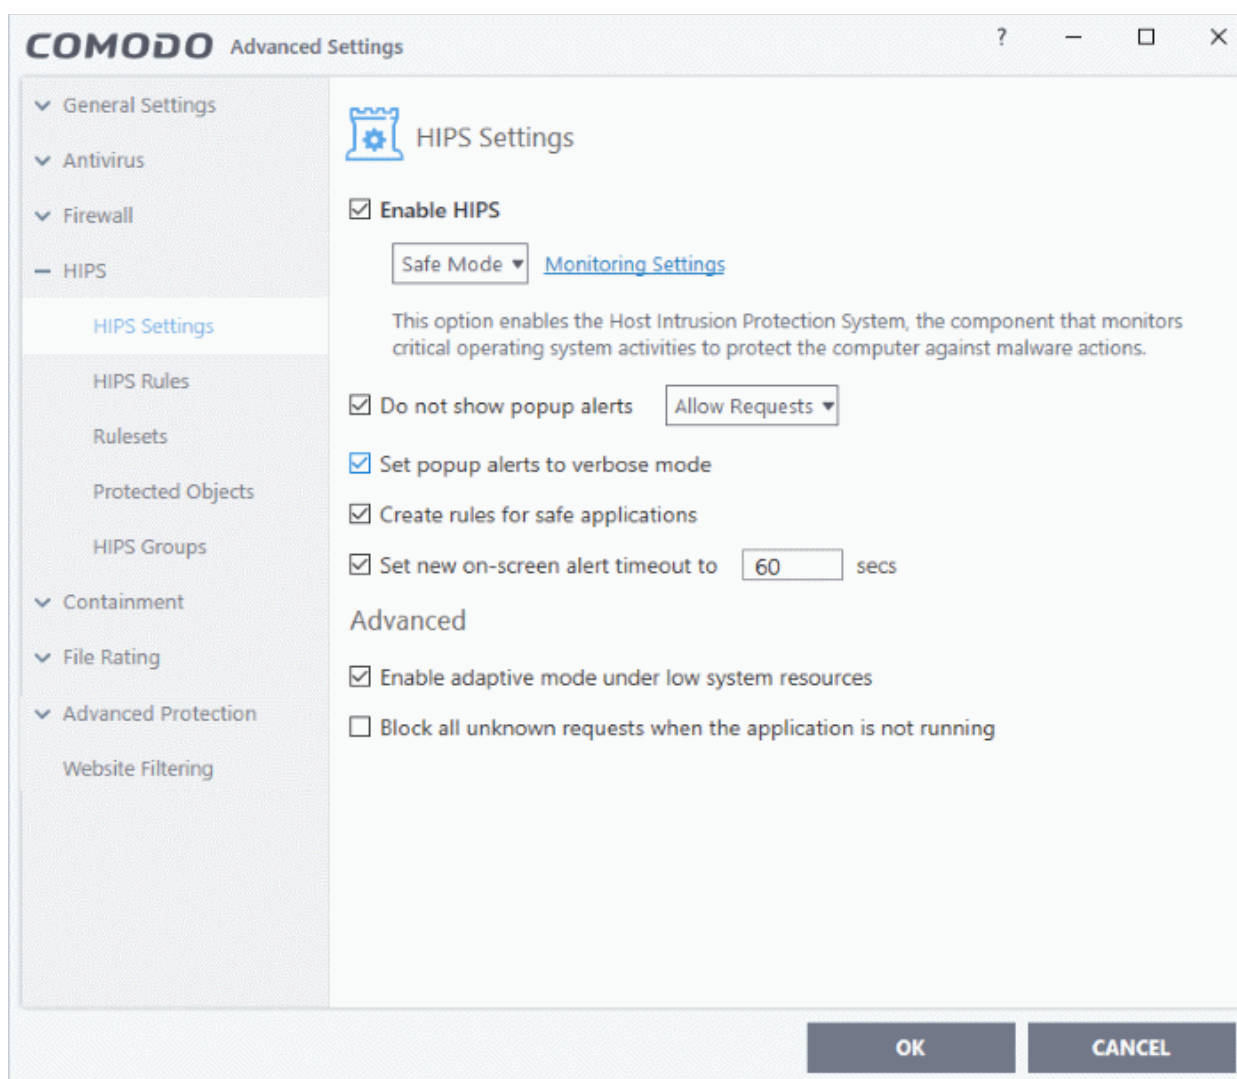 COMODO Advanced Settings ?
General Settings
Antivirus
Firewall
HIPS
HIPS Settings
HIPS Rules
Rulesets
Protected Objects
HIPS Groups
Containment
File Rating
Advanced Protection
Website Filtering
HIPS Settings
Enable HIPS
Safe Mode Monitoring Settings
This option enables the Host Intrusion Protection System, the component that monitors
critical operating system activities to protect the computer against malware actions.
Do not show popup alerts Allow Requests
Set popup alerts to verbose mode
Create rules for safe applications
Set new on-screen alert timeout to 60 secs
Advanced
Enable adaptive mode under low system resources
Block all unknown requests when the application is not running
OK CANCEL